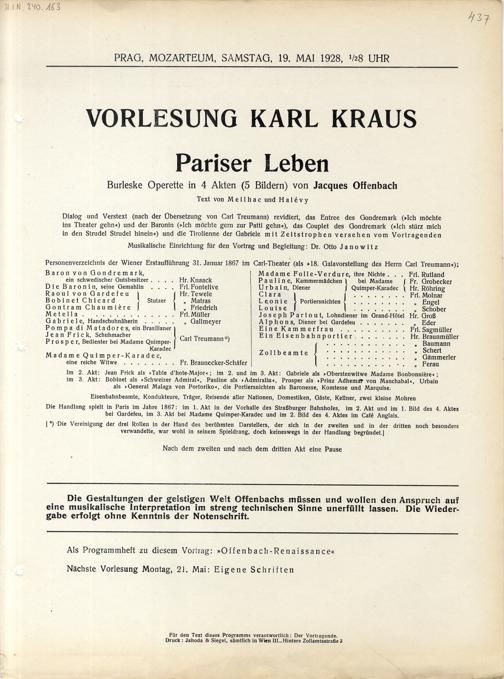 H.I.N. 240.163
437
PRAG, MOZARTEUM, SAMSTAG, 19. MAI 1928, 1/28 UHR
VORLESUNG KARL KRAUS
Pariser Leben
Burleske Operette in 4 Akten (5 Bildern) von Jacques Offenbach
Text von Meilhac und Halévy
Dialog und Verstext (nach der Übersetzung von Carl Treumann) revidiert, das Entree des Gondremark (»Ich möchte
ins Theater gehn«) und der Baronin (»Ich möchte gern zur Patti gehn«), das Couplet des Gondremark (»Ich stürz mich
in den Strudel Strudel hinein«) und die Tirolienne der Gabriele mit Zeitstrophen versehen vom Vortragenden
Musikalische Einrichtung für den Vortrag und Begleitung: Dr. Otto Janowitz
Personenverzeichnis der Wiener Erstaufführung 31. Januar 1867 im Carl-Theater (als »18. Galavorstellung des Herrn Carl Treumann«);
Baron von Gondremark,
ein schwedischer Gutsbesitzer . . . Hr. Knaack
Die Baronin, seine Gemahlin . . . Frl. Fontelive
Raoul von Gardefeu } Stutzer { Hr. Tewele
Bobinet Chicard „ Matras
Gontram Chaumière „ Friedrich
Metella . . . Frl. Müller
Gabriele, Handschuhnäherin . . . „ Gallmeyer
Pompa di Matadores, ein Brasilianer
Jean Frick, Schuhmacher } Carl Treumann*)
Prosper, Bedienter bei Madame Quimper-
Karadec
Madame Quimper-Karadec,
eine reiche Witwe . . . Fr. Braunecker-Schäfer
Madame Folle-Verdure, ihre Nichte . . Frl. Rutland
Pauline, Kammermädchen } bei Madame { Fr. Grobecker
Urbain, Diener Quimper-Karadec Hr. Röhring
Clara . . . Frl. Molnar
Leonie } Portiersnichten { . . . „ Engel
Louise . . . „ Schober
Joseph Partout, Lohndiener im Grand-Hôtel Hr. Groß
Alphons, Diener bei Gardefeu . . . „ Eder
Eine Kammerfrau . . . Frl. Sagmüller
Ein Eisenbahnportier . . . Hr. Braunmüller
Zollbeamte { . . . „ Baumann
. . . „ Schert
. . . „ Gämmerler
. . . „ Ferau
Im 2. Akt: Jean Frick als »Table d'hote-Major«; im 2. und im 3. Akt: Gabriele als »Oberstenwitwe Madame Bonbonnière«;
im 3. Akt: Bobinet als »Schweizer Admiral«, Pauline als »Admiralin«, Prosper als »Prinz Adhemar von Manchabal«, Urbain
als »General Malaga von Portoriko«, die Portiersnichten als Baronesse, Komtesse und Marquise.
Eisenbahnbeamte, Kondukteure, Träger, Reisende aller Nationen, Domestiken, Gäste, Kellner, zwei kleine Mohren
Die Handlung spielt in Paris im Jahre 1867: im 1. Akt in der Vorhalle des Straßburger Bahnhofes, im 2. Akt und im 1. Bild des 4. Aktes
bei Gardefeu, im 3. Akt bei Madame Quimper-Karadec und im 2. Bild des 4. Aktes im Café Anglais.
[*) Die Vereinigung der drei Rollen in der Hand des berühmten Darstellers, der sich in der zweiten und in der dritten noch besonders
verwandelte, war wohl in seinem Spieldrang, doch keineswegs in der Handlung begründet.]
Nach dem zweiten und nach dem dritten Akt eine Pause
Die Gestaltungen der geistigen Welt Offenbachs müssen und wollen den Anspruch auf
eine musikalische Interpretation im streng technischen Sinne unerfüllt lassen. Die Wieder-
gabe erfolgt ohne Kenntnis der Notenschrift.
Als Programmheft zu diesem Vortrag: »Offenbach-Renaissance«
Nächste Vorlesung Montag, 21. Mai: Eigene Schriften
Für den Text dieses Programms verantwortlich: Der Vortragende.
Druck: Jahoda & Siegel, sämtlich in Wien III., Hintere Zollamtsstraße 3